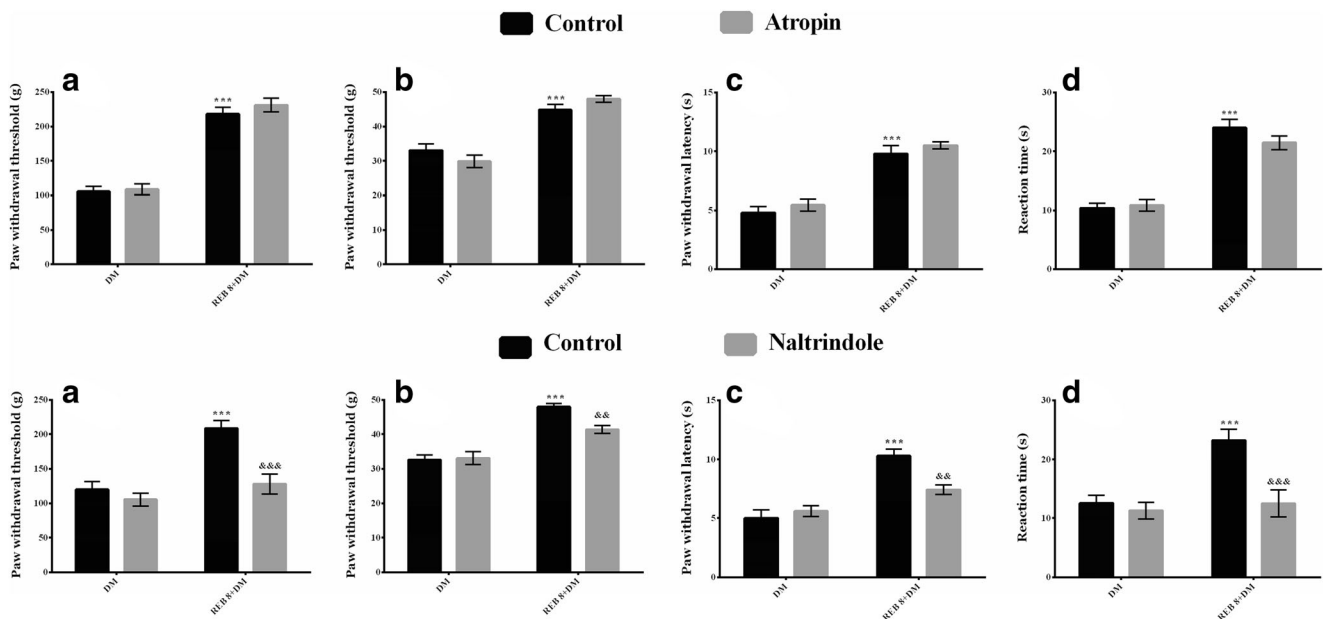 Control
Atropin
a
Paw withdrawal threshold (g)
250
200
150
100
50
0
***
DM
REB 8+DM
b
Paw withdrawal threshold (g)
50
40
30
20
10
0
***
DM
REB 8+DM
c
Paw withdrawal latency (s)
15
10
5
0
***
DM
REB 8+DM
d
Reaction time (s)
30
20
10
0
***
DM
REB 8+DM
Control
Naltrindole
a
Paw withdrawal threshold (g)
250
200
150
100
50
0
***
&&&
DM
REB 8+DM
b
Paw withdrawal threshold (g)
50
40
30
20
10
0
***
&&
DM
REB 8+DM
c
Paw withdrawal latency (s)
15
10
5
0
***
&&
DM
REB 8+DM
d
Reaction time (s)
30
20
10
0
***
&&&
DM
REB 8+DM